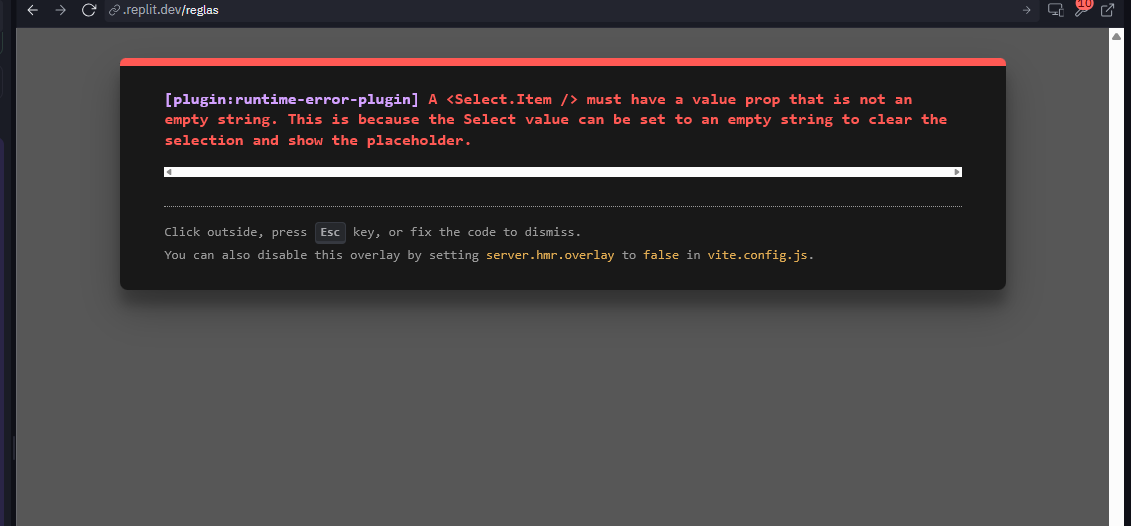 .replit.dev/reglas
10
[plugin:runtime-error-plugin] A <Select.Item /> must have a value prop that is not an
empty string. This is because the Select value can be set to an empty string to clear the
selection and show the placeholder.
Click outside, press Esc key, or fix the code to dismiss.
You can also disable this overlay by setting server.hmr.overlay to false in vite.config.js.